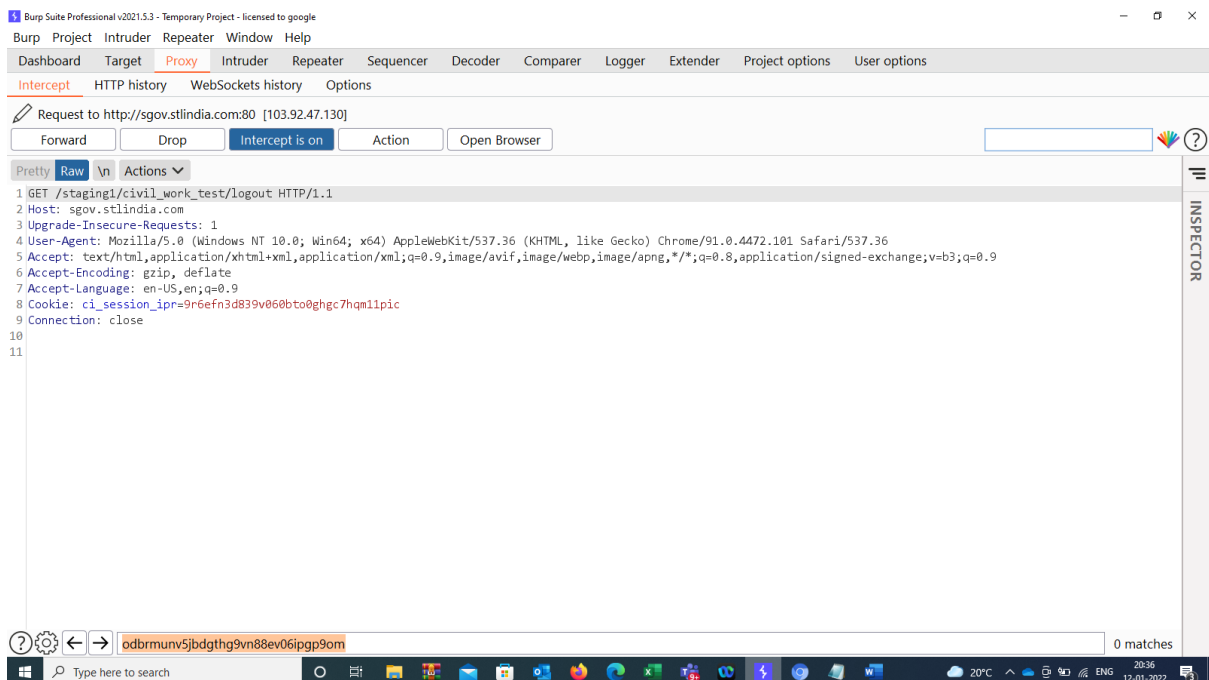 Burp Suite Professional v2021.5.3 - Temporary Project - licensed to google
Burp Project Intruder Repeater Window Help
Dashboard Target Proxy Intruder Repeater Sequencer Decoder Comparer Logger Extender Project options User options
Intercept HTTP history WebSockets history Options
Request to http://sgov.stlindia.com:80 [103.92.47.130]
Forward Drop Intercept is on Action Open Browser
Pretty Raw \n Actions
1 GET /staging1/civil_work_test/logout HTTP/1.1
2 Host: sgov.stlindia.com
3 Upgrade-Insecure-Requests: 1
4 User-Agent: Mozilla/5.0 (Windows NT 10.0; Win64; x64) AppleWebKit/537.36 (KHTML, like Gecko) Chrome/91.0.4472.101 Safari/537.36
5 Accept: text/html,application/xhtml+xml,application/xml;q=0.9,image/avif,image/webp,image/apng,*/*;q=0.8,application/signed-exchange;v=b3;q=0.9
6 Accept-Encoding: gzip, deflate
7 Accept-Language: en-US,en;q=0.9
8 Cookie: ci_session_ipr=9r6efn3d839v060bto0ghgc7hqm11pic
9 Connection: close
10
11
INSPECTOR
odbrmunv5jbdgthg9vn88ev06ipgp9om 0 matches
Type here to search 20°C ENG 20:36
12-01-2022